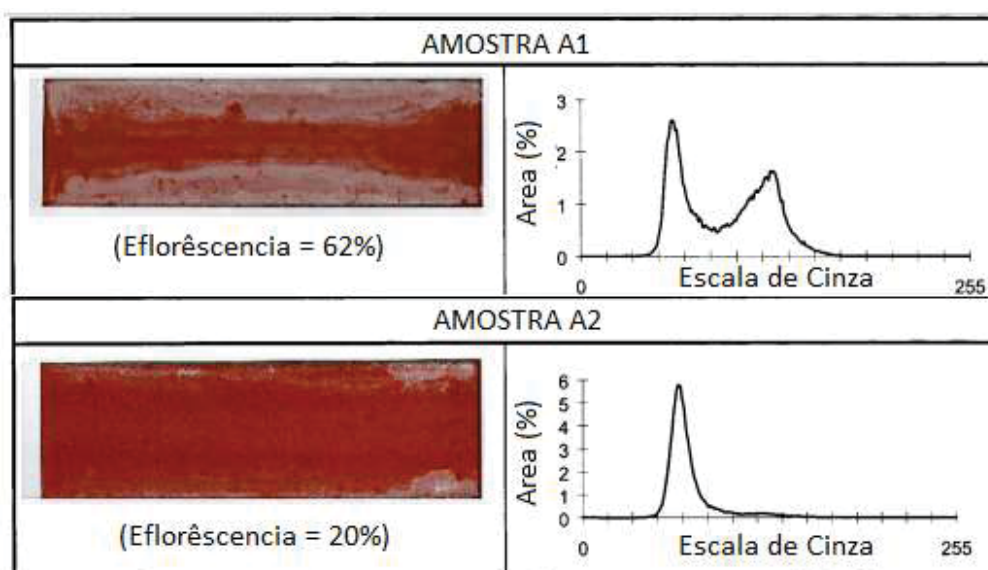 AMOSTRA A1
(Eflorêscencia = 62%)
Area (%)
3
2
1
0
0
Escala de Cinza
255
AMOSTRA A2
(Eflorêscencia = 20%)
Area (%)
6
5
4
3
2
1
0
0
Escala de Cinza
255